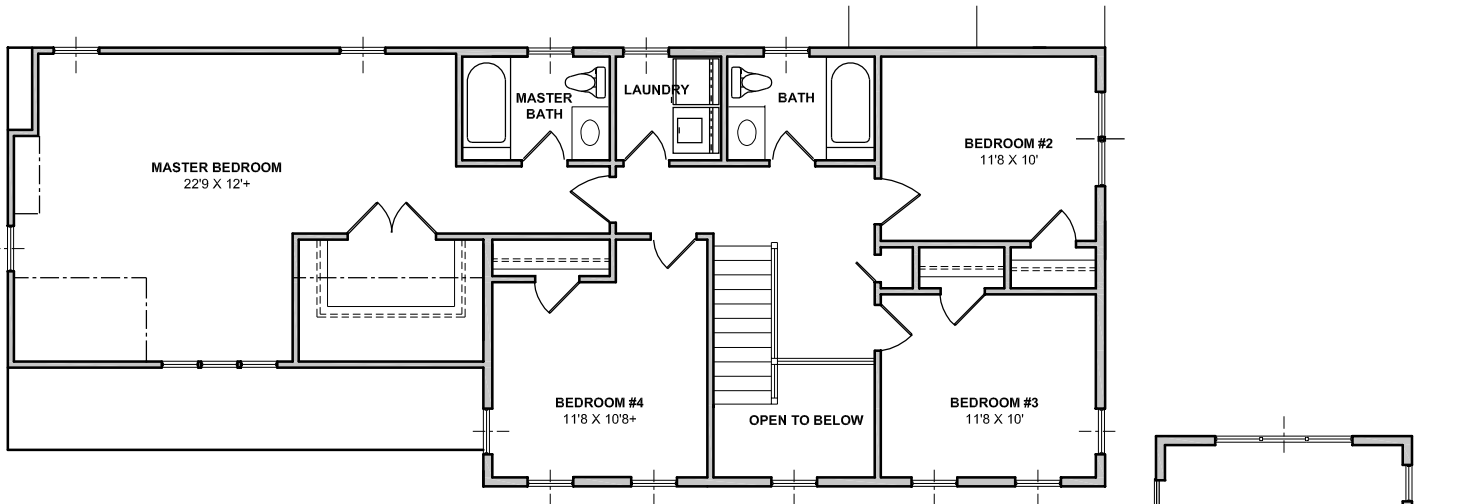 MASTER
BATH
LAUNDRY
BATH
BEDROOM #2
11'8 X 10'
MASTER BEDROOM
22'9 X 12'+
BEDROOM #4
11'8 X 10'8+
OPEN TO BELOW
BEDROOM #3
11'8 X 10'